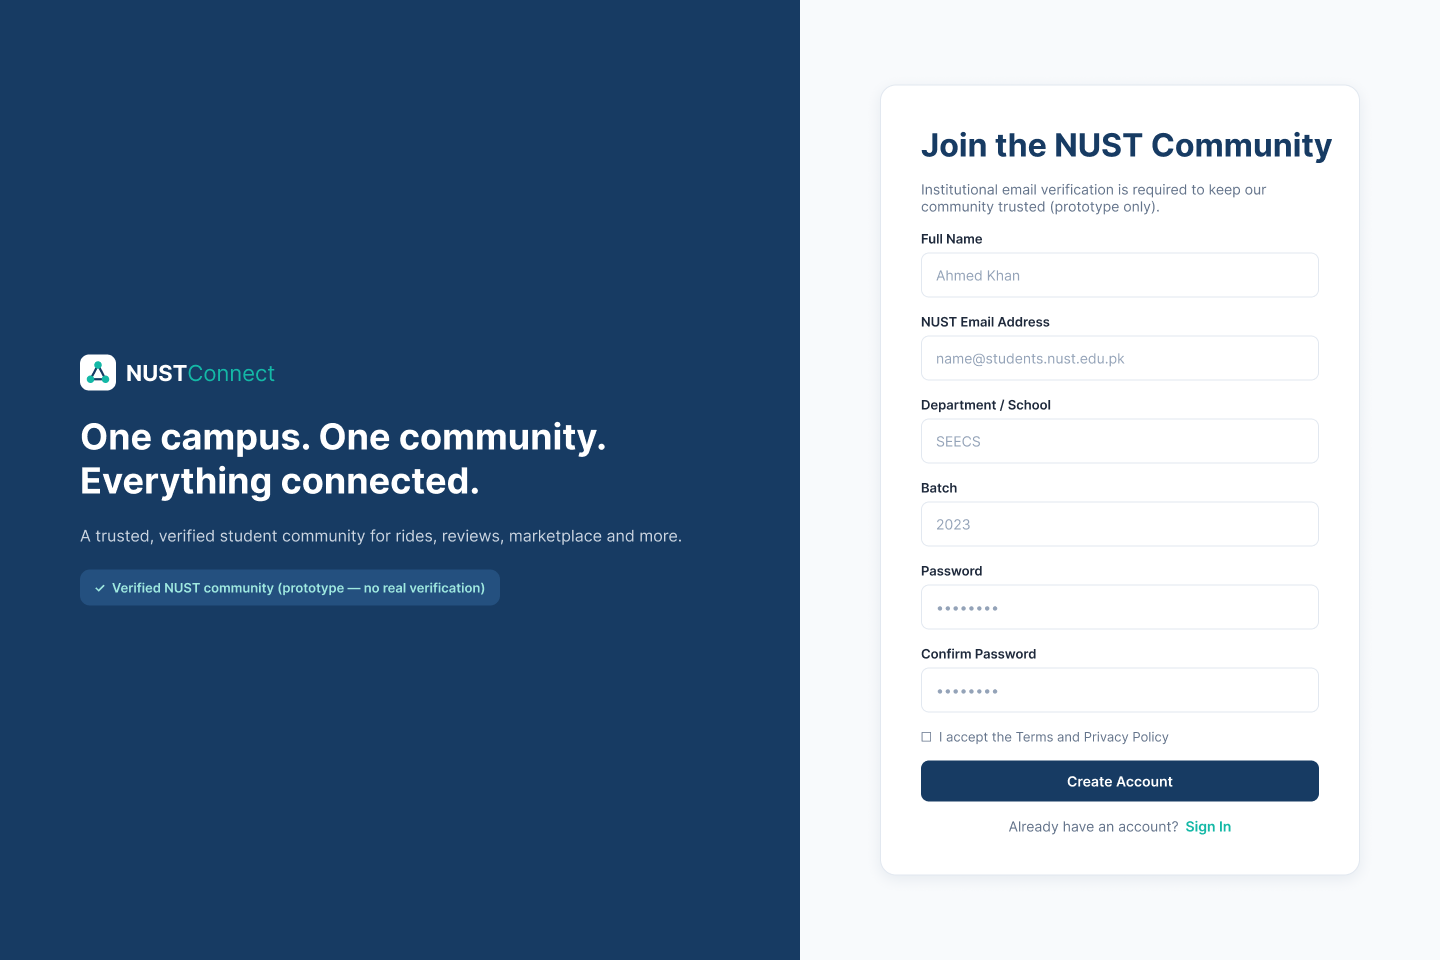 NUSTConnect
One campus. One community.
Everything connected.
A trusted, verified student community for rides, reviews, marketplace and more.
✓ Verified NUST community (prototype — no real verification)
Join the NUST Community
Institutional email verification is required to keep our
community trusted (prototype only).
Full Name
Ahmed Khan
NUST Email Address
name@students.nust.edu.pk
Department / School
SEECS
Batch
2023
Password
••••••••
Confirm Password
••••••••
☐ I accept the Terms and Privacy Policy
Create Account
Already have an account? Sign In